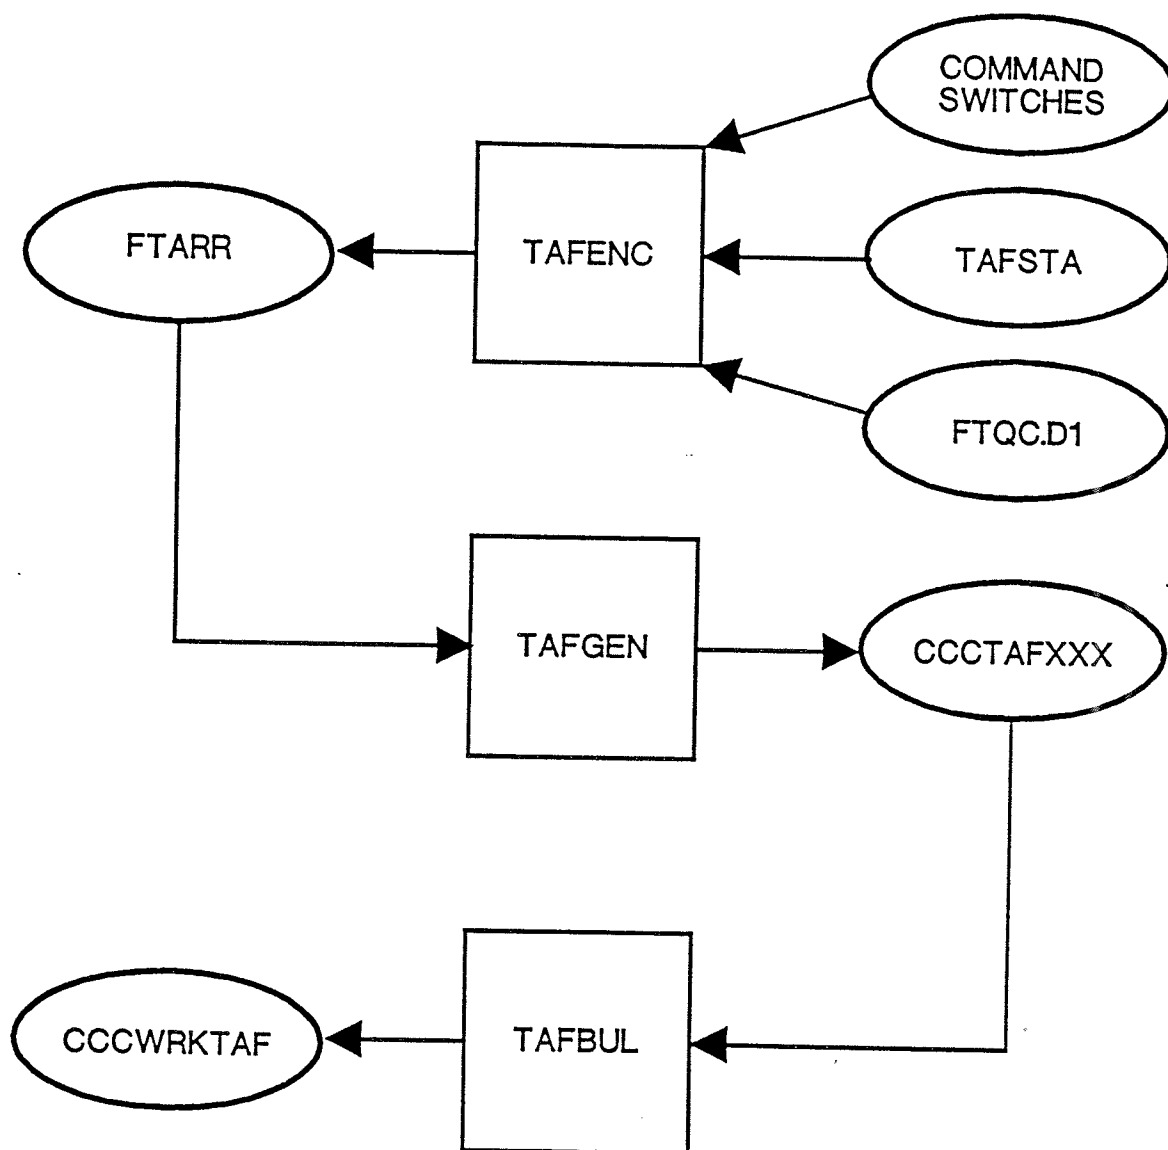 COMMAND
SWITCHES
FTARR
TAFENC
TAFSTA
FTQC.D1
TAFGEN
CCCTAFXXX
CCCWRKTAF
TAFBUL